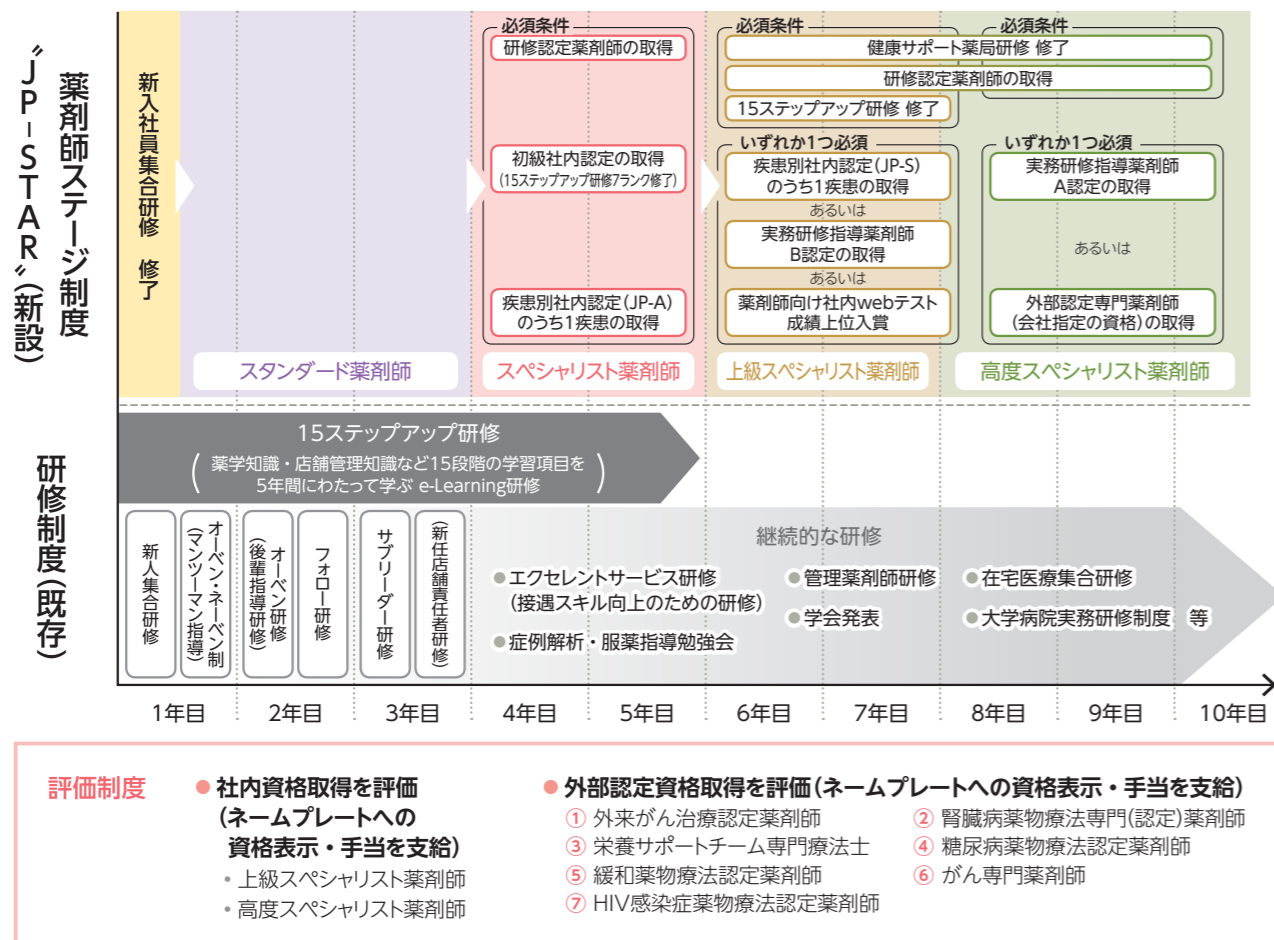 薬剤師ステージ制度
〝JP-STAR〟(新設)
新入社員集合研修 修了
スタンダード薬剤師
必須条件
研修認定薬剤師の取得
初級社内認定の取得
(15ステップアップ研修7ランク修了)
疾患別社内認定(JP-A)
のうち1疾患の取得
スペシャリスト薬剤師
必須条件
必須条件
健康サポート薬局研修 修了
研修認定薬剤師の取得
15ステップアップ研修 修了
いずれか1つ必須
疾患別社内認定(JP-S)
のうち1疾患の取得
あるいは
実務研修指導薬剤師
B認定の取得
あるいは
薬剤師向け社内webテスト
成績上位入賞
上級スペシャリスト薬剤師
いずれか1つ必須
実務研修指導薬剤師
A認定の取得
あるいは
外部認定専門薬剤師
(会社指定の資格)の取得
高度スペシャリスト薬剤師
研修制度(既存)
15ステップアップ研修
(薬学知識・店舗管理知識など15段階の学習項目を
5年間にわたって学ぶ e-Learning研修)
新人集合研修
オーベン・ネーベン制
(マンツーマン指導)
オーベン研修
(後輩指導研修)
フォロー研修
サブリーダー研修
(新任店舗責任者研修)
継続的な研修
●エクセレントサービス研修
(接遇スキル向上のための研修)
●症例解析・服薬指導勉強会
●管理薬剤師研修
●学会発表
●在宅医療集合研修
●大学病院実務研修制度 等
1年目
2年目
3年目
4年目
5年目
6年目
7年目
8年目
9年目
10年目
評価制度
●社内資格取得を評価
(ネームプレートへの
資格表示・手当を支給)
・上級スペシャリスト薬剤師
・高度スペシャリスト薬剤師
●外部認定資格取得を評価(ネームプレートへの資格表示・手当を支給)
① 外来がん治療認定薬剤師
② 腎臓病薬物療法専門(認定)薬剤師
③ 栄養サポートチーム専門療法士
④ 糖尿病薬物療法認定薬剤師
⑤ 緩和薬物療法認定薬剤師
⑥ がん専門薬剤師
⑦ HIV感染症薬物療法認定薬剤師